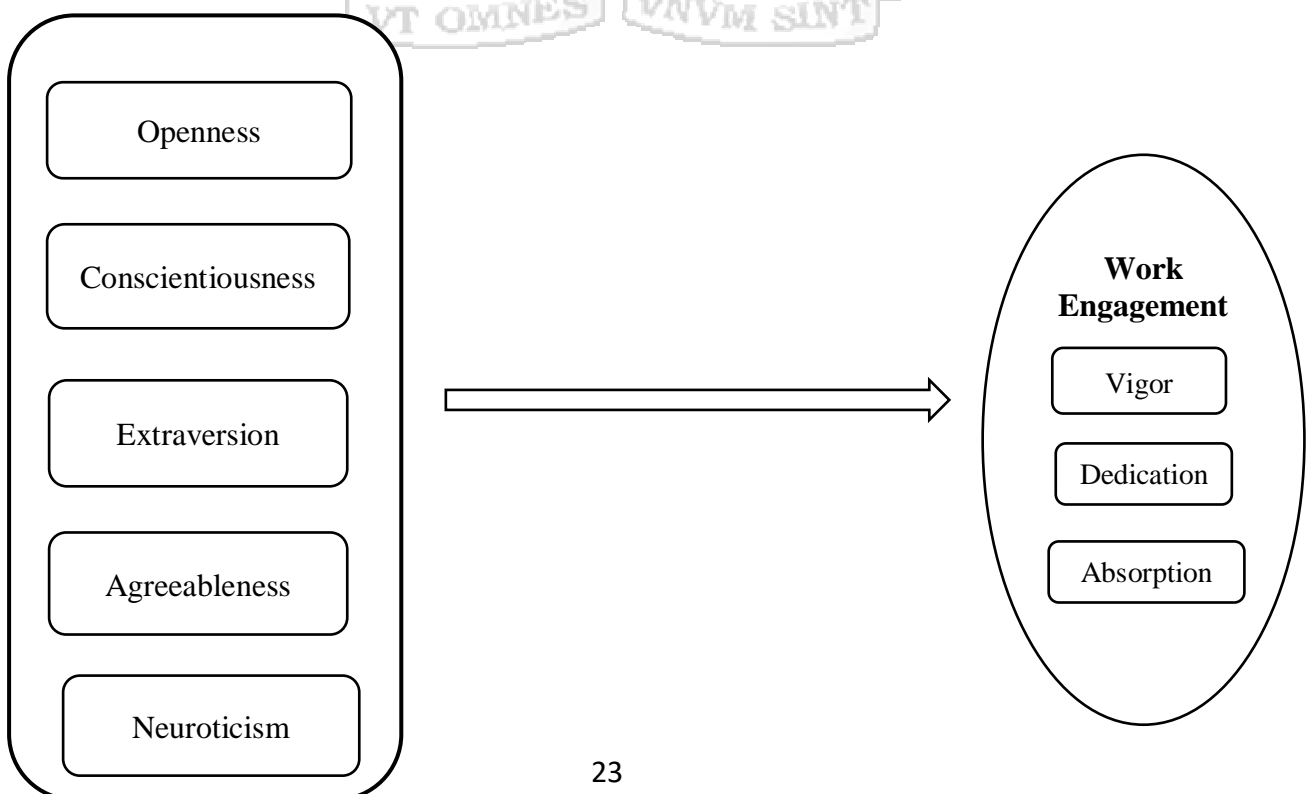 VT OMNES VNVM SINT
Openness
Conscientiousness
Extraversion
Agreeableness
Neuroticism
Work
Engagement
Vigor
Dedication
Absorption
23